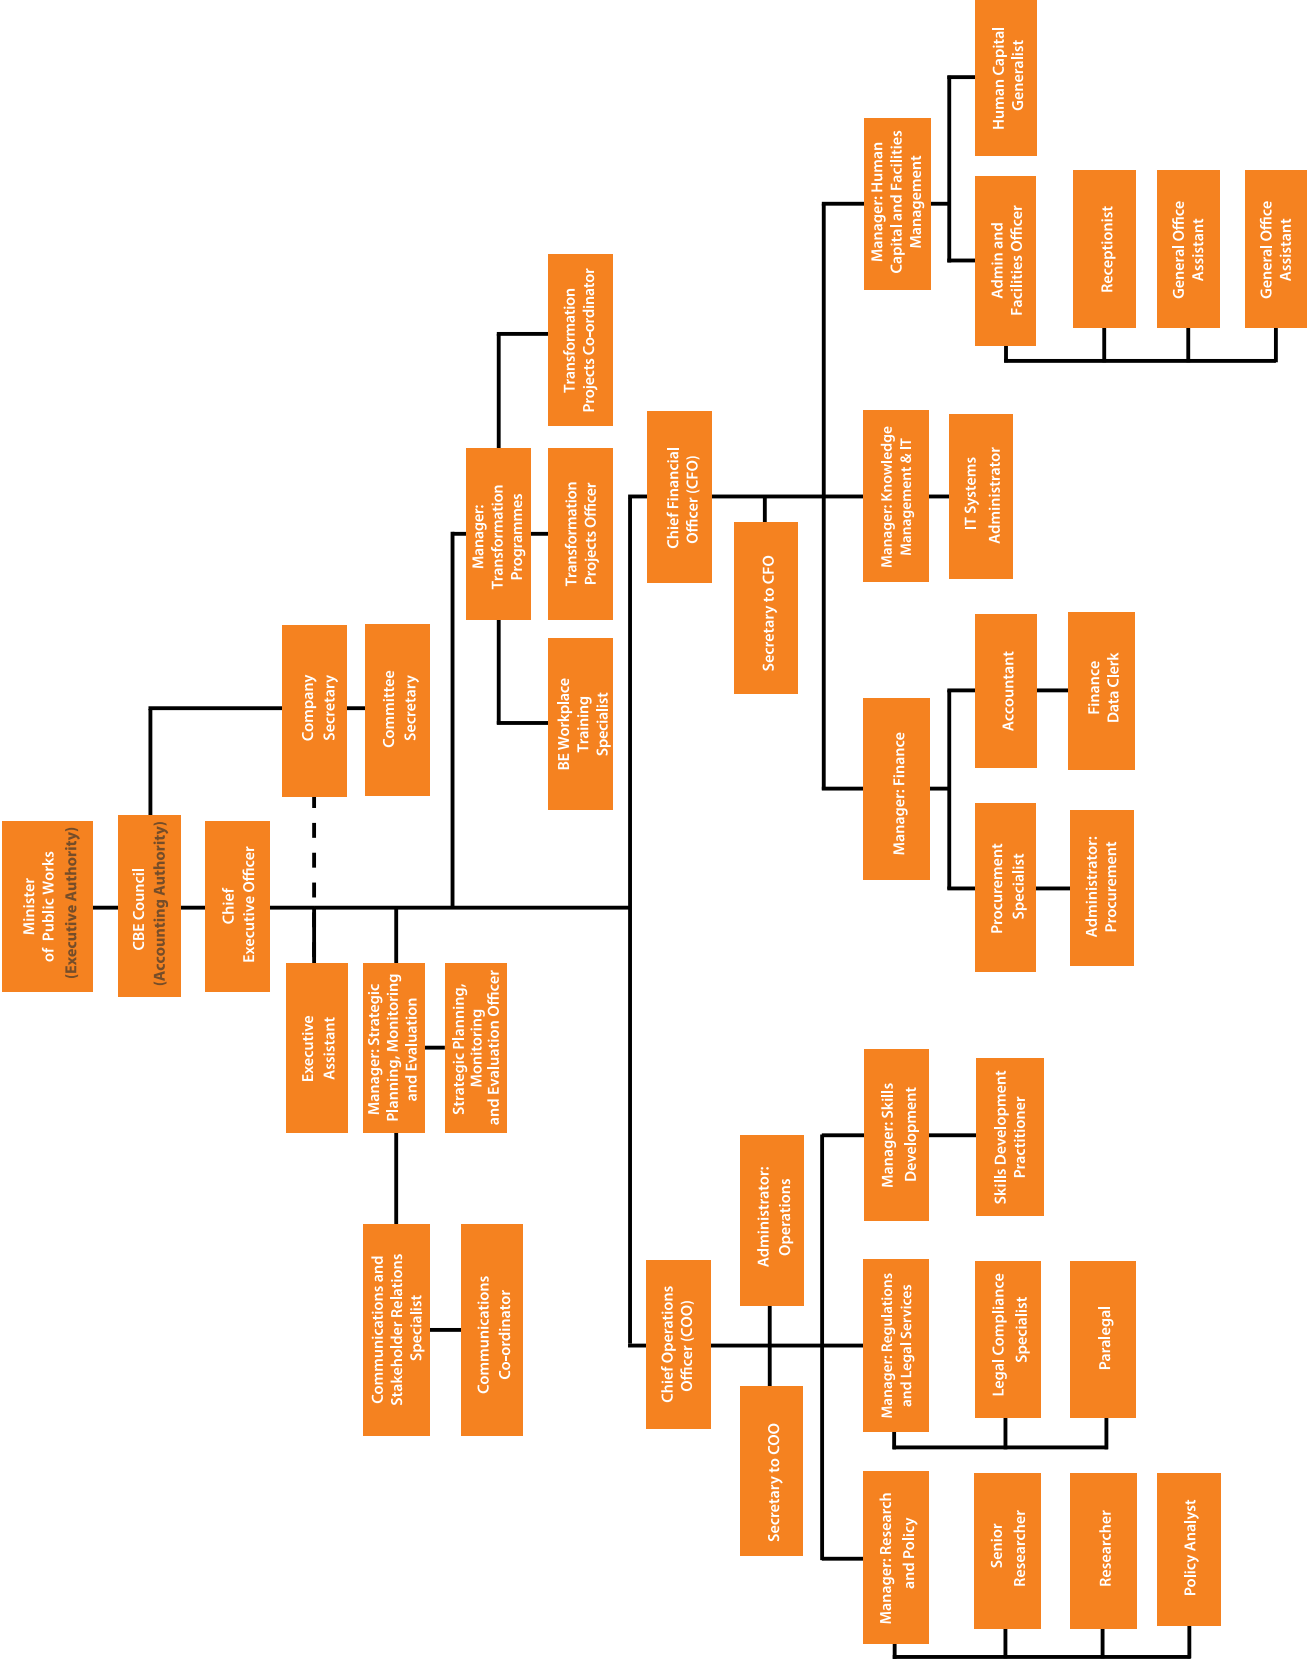 Minister
of Public Works
(Executive Authority)
CBE Council
(Accounting Authority)
Chief
Executive Officer
Company
Secretary
Committee
Secretary
Executive
Assistant
Manager: Strategic
Planning, Monitoring
and Evaluation
Strategic Planning,
Monitoring
and Evaluation Officer
Communications and
Stakeholder Relations
Specialist
Communications
Co-ordinator
Manager:
Transformation
Programmes
BE Workplace
Training
Specialist
Transformation
Projects Officer
Transformation
Projects Co-ordinator
Chief Operations
Officer (COO)
Secretary to COO
Administrator:
Operations
Manager: Research
and Policy
Senior
Researcher
Researcher
Policy Analyst
Manager: Regulations
and Legal Services
Legal Compliance
Specialist
Paralegal
Manager: Skills
Development
Skills Development
Practitioner
Chief Financial
Officer (CFO)
Secretary to CFO
Manager: Finance
Procurement
Specialist
Administrator:
Procurement
Accountant
Finance
Data Clerk
Manager: Knowledge
Management & IT
IT Systems
Administrator
Manager: Human
Capital and Facilities
Management
Admin and
Facilities Officer
Receptionist
General Office
Assistant
General Office
Assistant
Human Capital
Generalist